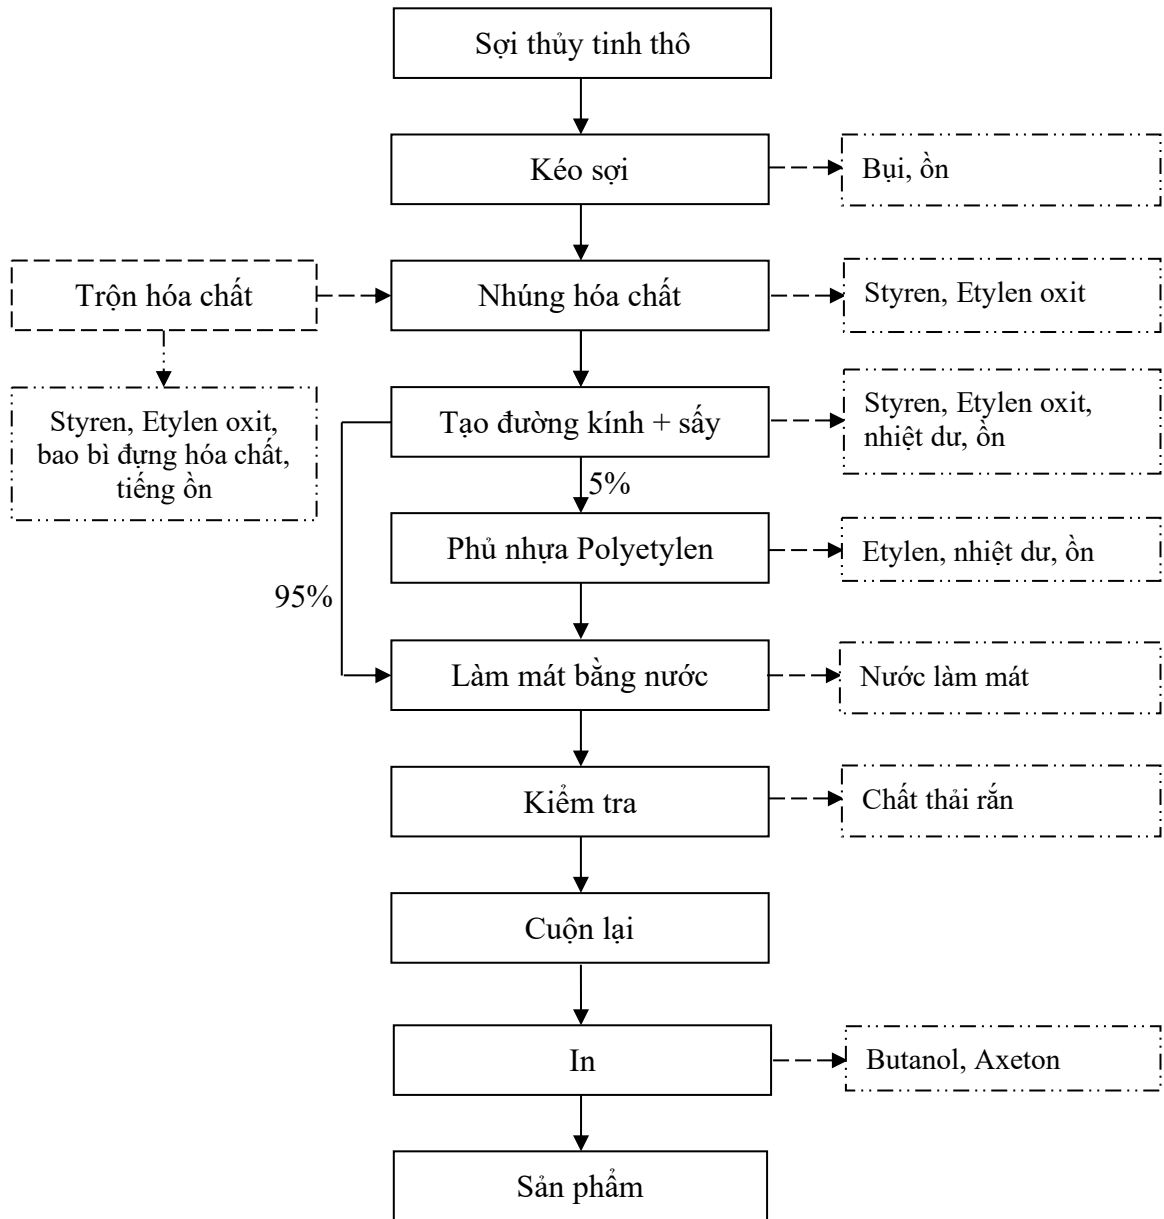 Sợi thủy tinh thô
Kéo sợi
Bụi, ồn
Trộn hóa chất
Nhúng hóa chất
Styren, Etylen oxit
Styren, Etylen oxit,
bao bì đựng hóa chất,
tiếng ồn
Tạo đường kính + sấy
Styren, Etylen oxit,
nhiệt dư, ồn
5%
Phủ nhựa Polyetylen
Etylen, nhiệt dư, ồn
95%
Làm mát bằng nước
Nước làm mát
Kiểm tra
Chất thải rắn
Cuộn lại
In
Butanol, Axeton
Sản phẩm